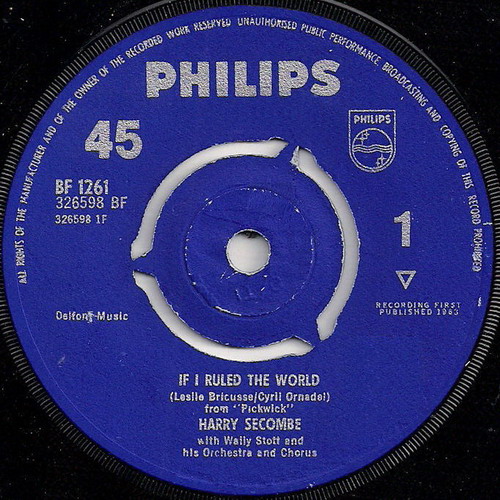 ALL RIGHTS OF THE MANUFACTURER AND OF THE OWNER OF THE RECORDED WORK RESERVED UNAUTHORISED PUBLIC PERFORMANCE BROADCASTING AND COPYING OF THIS RECORD PROHIBITED
PHILIPS
45
PHILIPS
BF 1261
326598 BF
326598 1F
1
RECORDING FIRST
PUBLISHED 1963
Delfont Music
IF I RULED THE WORLD
(Leslie Bricusse/Cyril Ornadel)
from "Pickwick"
HARRY SECOMBE
with Wally Stott and
his Orchestra and Chorus